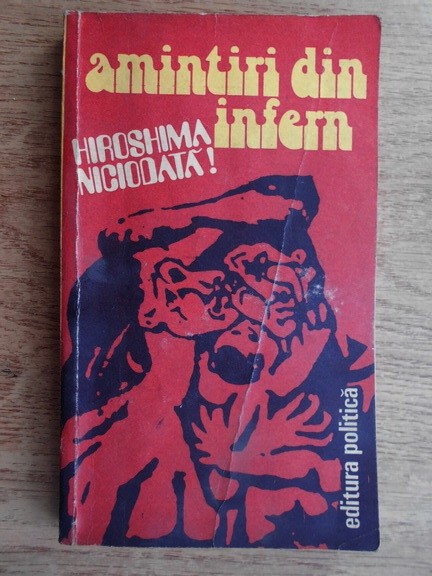 amintiri din
infern
HIROSHIMA
NICIODATĂ!
editura politică